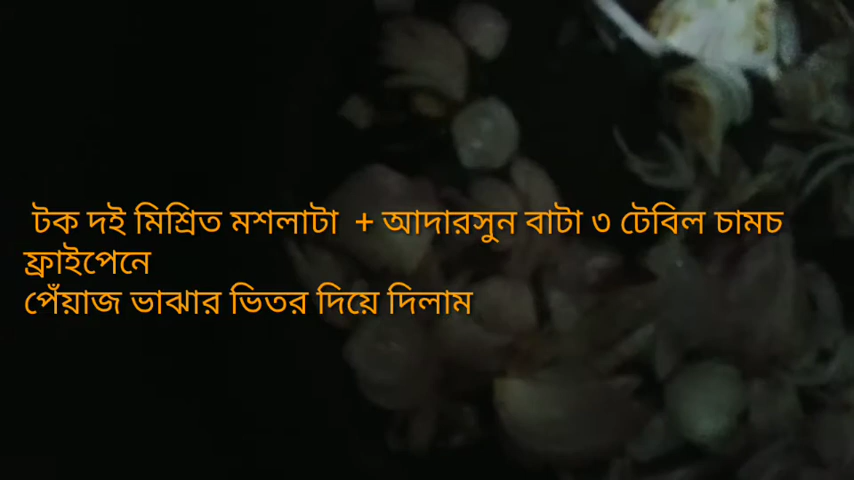 টক দই মিশ্রিত মশলাটা + আদারসুন বাটা ৩ টেবিল চামচ
ফ্রাইপেনে
পেঁয়াজ ভাঝার ভিতর দিয়ে দিলাম